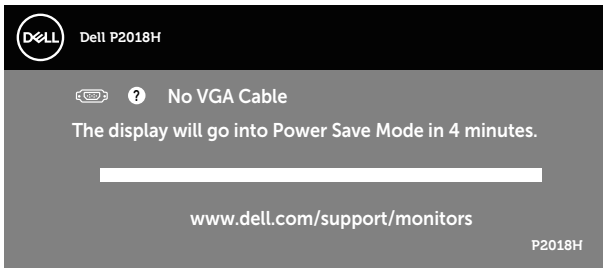 DELL
Dell P2018H
? No VGA Cable
The display will go into Power Save Mode in 4 minutes.
www.dell.com/support/monitors
P2018H